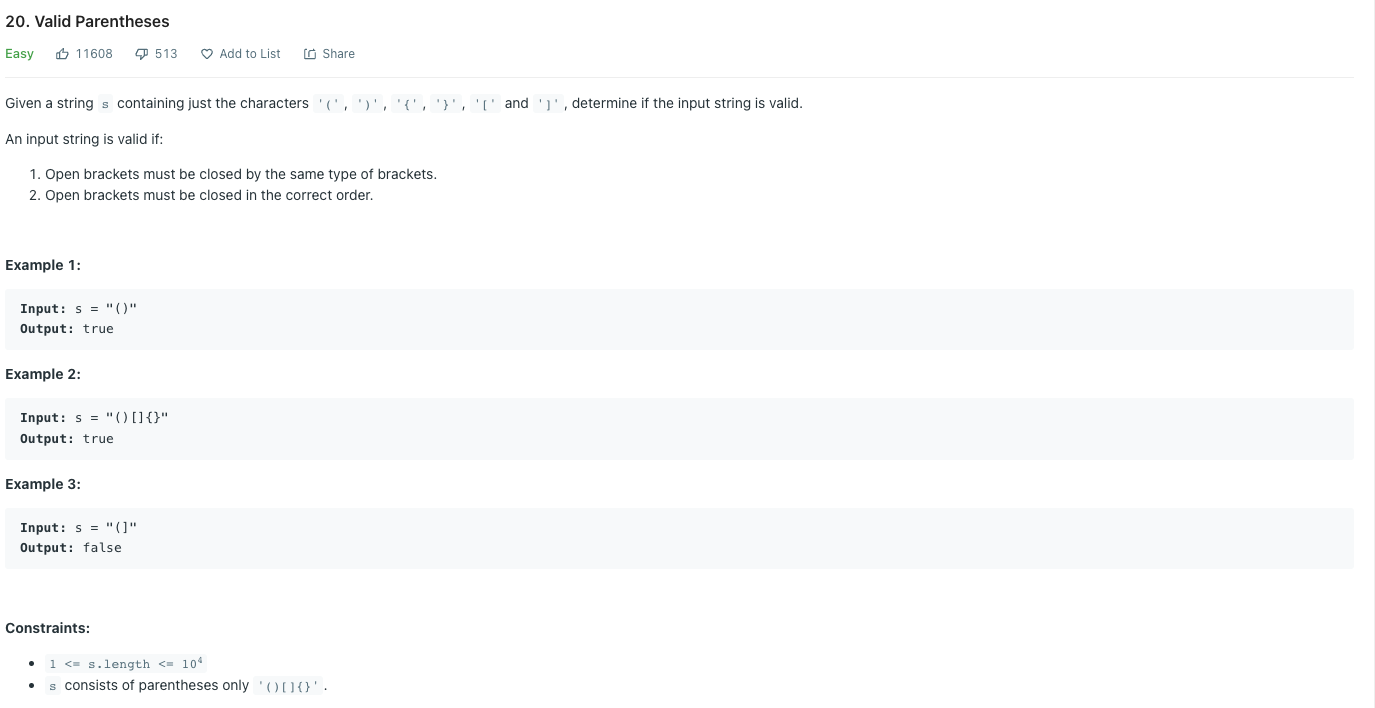 20. Valid Parentheses
Easy 11608 513 Add to List Share
Given a string s containing just the characters '(', ')', '{', '}', '[' and ']', determine if the input string is valid.
An input string is valid if:
1. Open brackets must be closed by the same type of brackets.
2. Open brackets must be closed in the correct order.
Example 1:
Input: s = "()"
Output: true
Example 2:
Input: s = "()[]{}"
Output: true
Example 3:
Input: s = "(]"
Output: false
Constraints:
• 1 <= s.length <= 10⁴
• s consists of parentheses only '()[]{}'.